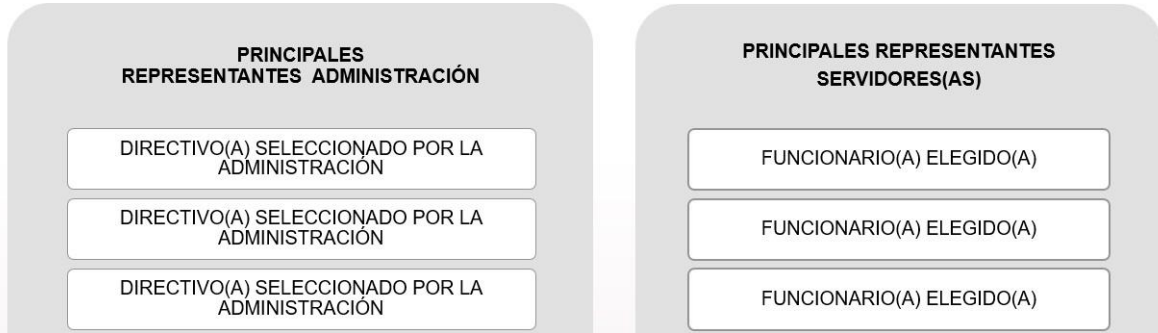 PRINCIPALES
REPRESENTANTES ADMINISTRACIÓN
DIRECTIVO(A) SELECCIONADO POR LA
ADMINISTRACIÓN
DIRECTIVO(A) SELECCIONADO POR LA
ADMINISTRACIÓN
DIRECTIVO(A) SELECCIONADO POR LA
ADMINISTRACIÓN
PRINCIPALES REPRESENTANTES
SERVIDORES(AS)
FUNCIONARIO(A) ELEGIDO(A)
FUNCIONARIO(A) ELEGIDO(A)
FUNCIONARIO(A) ELEGIDO(A)